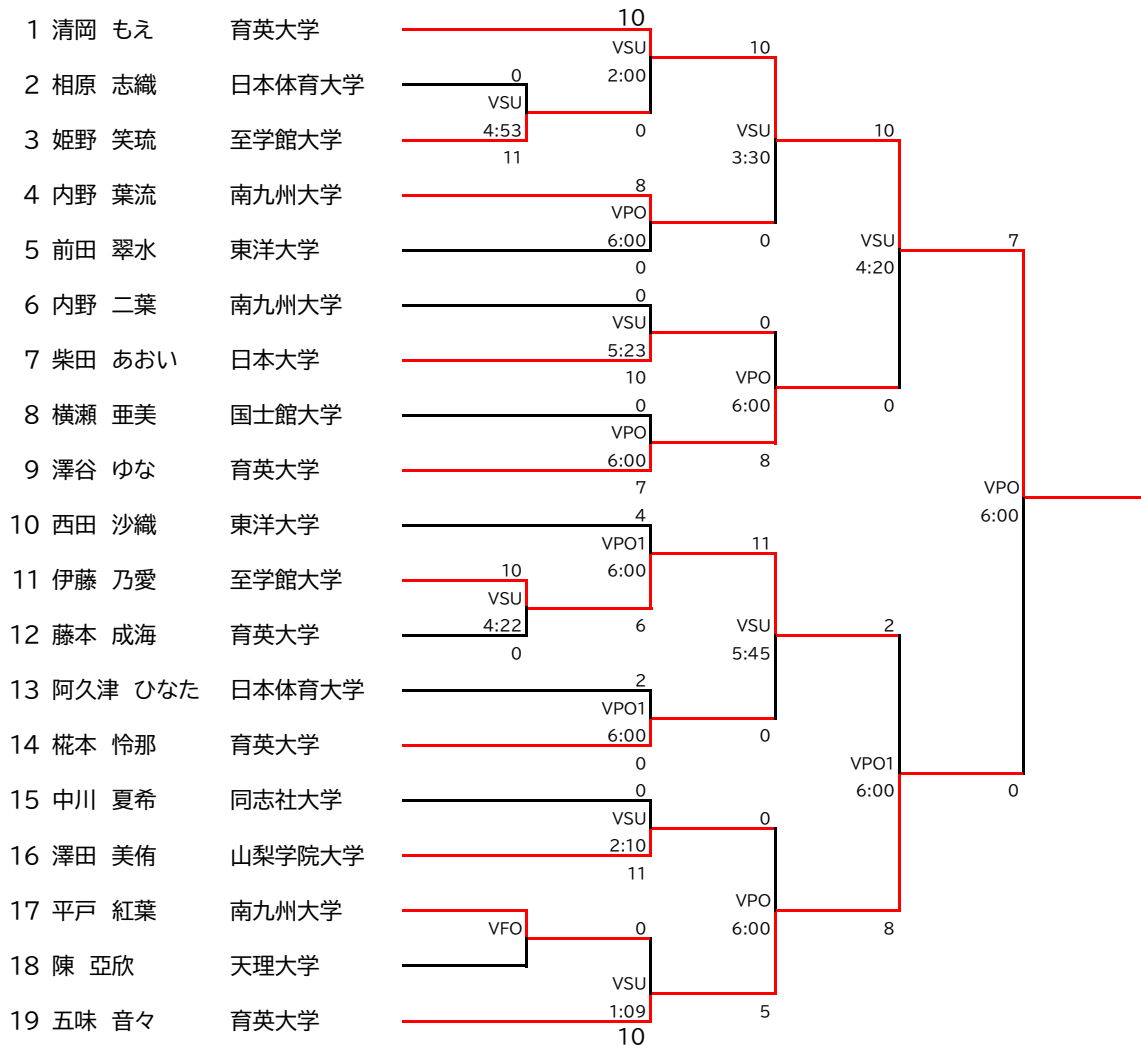 10
1 清岡 もえ 育英大学
VSU 10
0 2:00
2 相原 志織 日本体育大学
VSU
4:53 0 VSU 10
3 姫野 笑琉 至学館大学
11 3:30
8
4 内野 葉流 南九州大学
VPO
6:00 0 VSU 7
5 前田 翠水 東洋大学
0 4:20
0
6 内野 二葉 南九州大学
VSU 0
5:23
7 柴田 あおい 日本大学
10 VPO
0 6:00 0
8 横瀬 亜美 国士館大学
VPO
6:00 8
9 澤谷 ゆな 育英大学
7 VPO
4 6:00
10 西田 沙織 東洋大学
VPO1 11
10 6:00
11 伊藤 乃愛 至学館大学
VSU
4:22 6 VSU 2
12 藤本 成海 育英大学
0 5:45
2
13 阿久津 ひなた 日本体育大学
VPO1
6:00 0
14 椛本 怜那 育英大学
0 VPO1
0 6:00 0
15 中川 夏希 同志社大学
VSU 0
2:10
16 澤田 美侑 山梨学院大学
11
VPO
17 平戸 紅葉 南九州大学
VFO 0 6:00 8
18 陳 亞欣 天理大学
VSU
1:09 5
19 五味 音々 育英大学
10